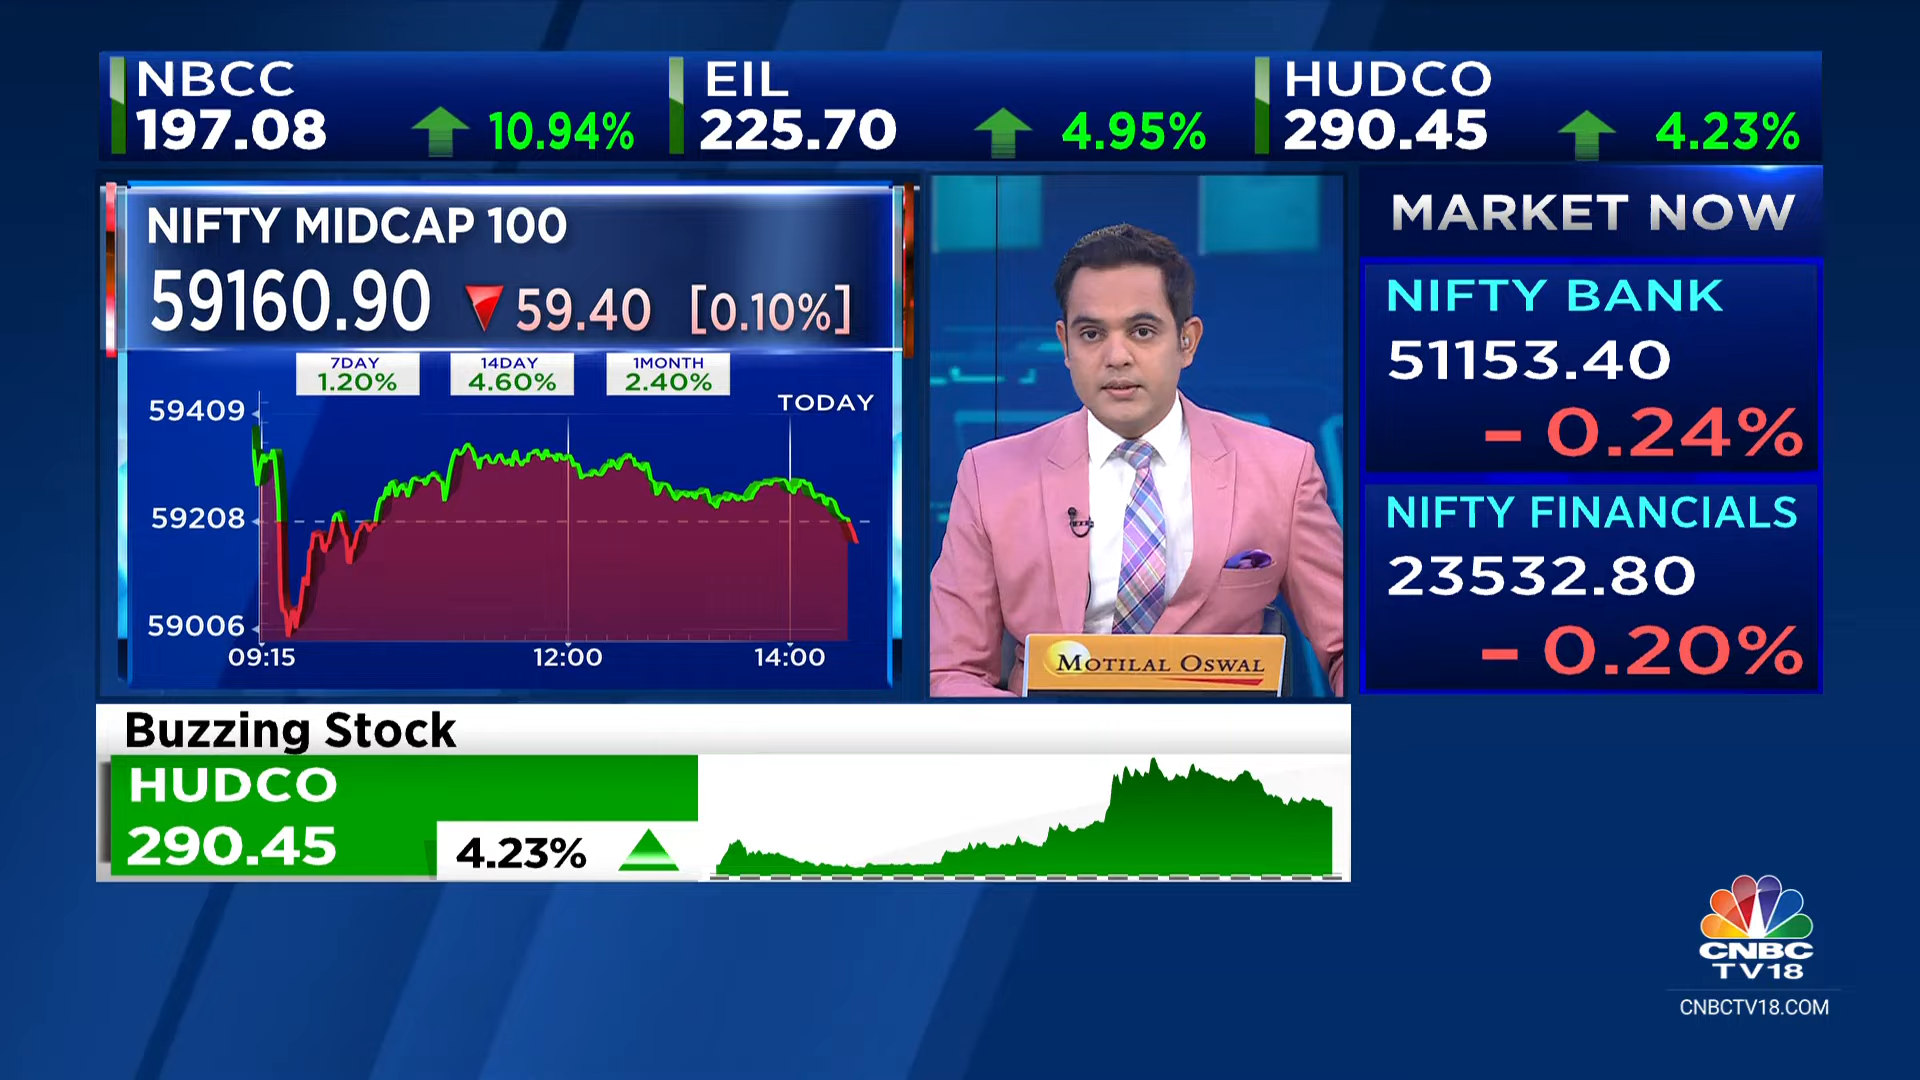 NBCC
197.08 10.94%
EIL
225.70 4.95%
HUDCO
290.45 4.23%
NIFTY MIDCAP 100
59160.90 59.40 [0.10%]
7DAY
1.20%
14DAY
4.60%
1MONTH
2.40%
TODAY
59409
59208
59006
09:15 12:00 14:00
MOTILAL OSWAL
MARKET NOW
NIFTY BANK
51153.40
- 0.24%
NIFTY FINANCIALS
23532.80
- 0.20%
Buzzing Stock
HUDCO
290.45 4.23%
CNBC
TV18
CNBCTV18.COM